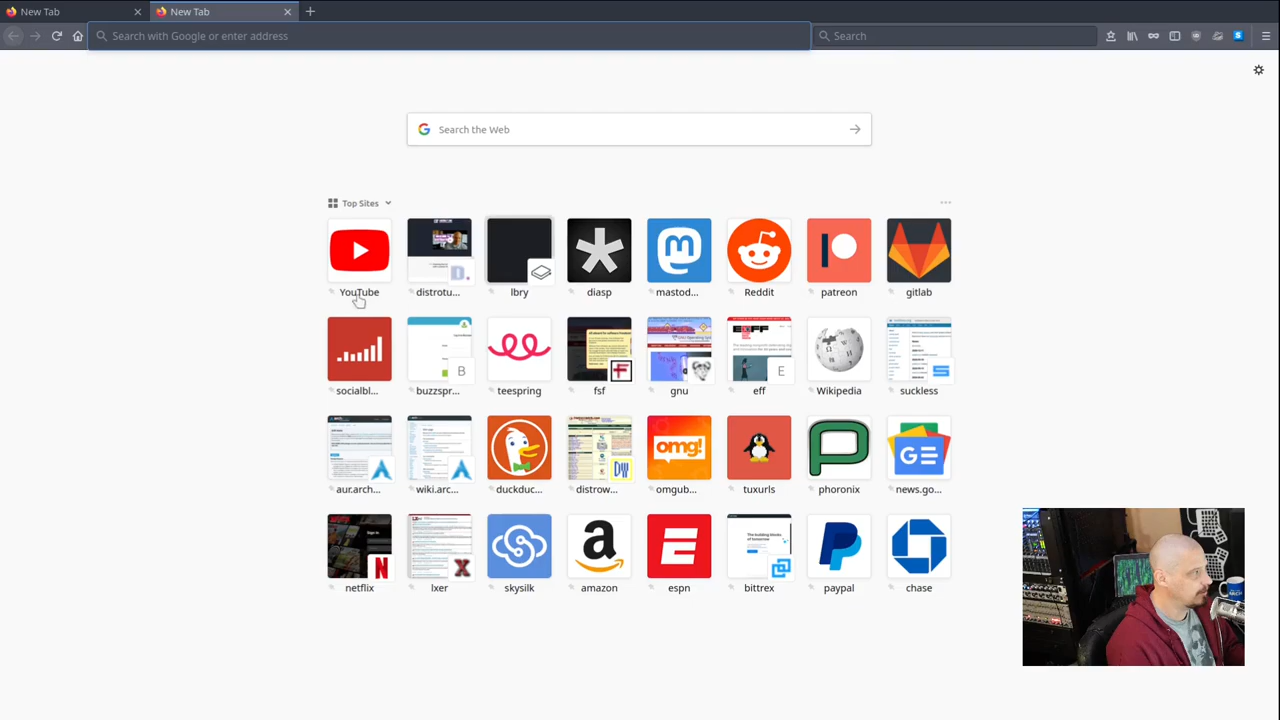 New Tab
New Tab
Search with Google or enter address
Search
Search the Web
Top Sites
YouTube
distrotu...
lbry
diasp
mastod...
Reddit
patreon
gitlab
socialbl...
buzzspr...
teespring
fsf
gnu
eff
Wikipedia
suckless
aur.arch...
wiki.arc...
duckduc...
distrow...
omgub...
tuxurls
phoronix
news.go...
netflix
lxer
skysilk
amazon
espn
bittrex
paypal
chase